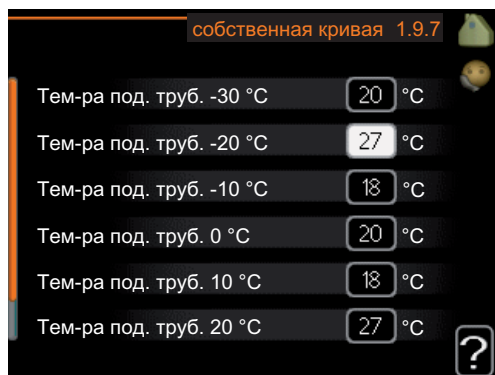 собственная кривая 1.9.7
Тем-ра под. труб. -30 °C 20 °C
Тем-ра под. труб. -20 °C 27 °C
Тем-ра под. труб. -10 °C 18 °C
Тем-ра под. труб. 0 °C 20 °C
Тем-ра под. труб. 10 °C 18 °C
Тем-ра под. труб. 20 °C 27 °C
?